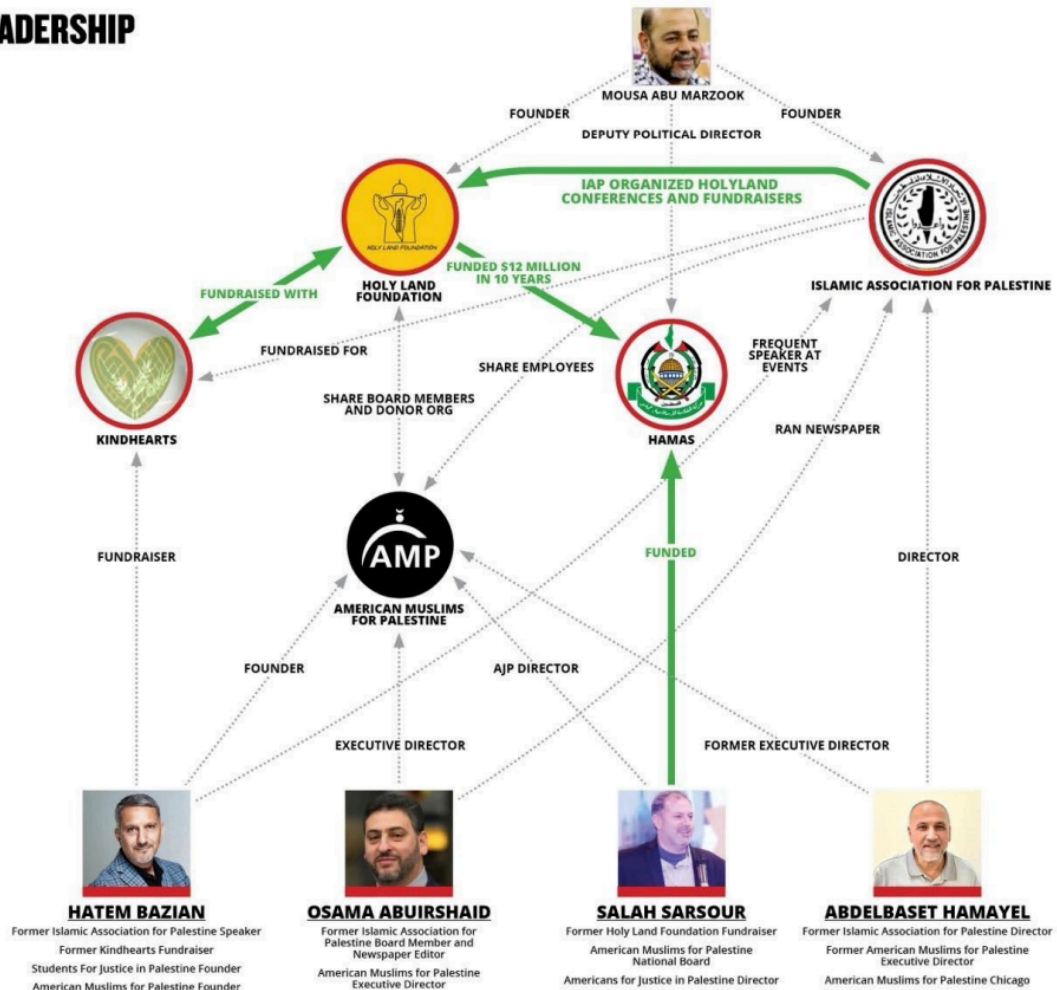 ADERSHIP
MOUSA ABU MARZOOK
FOUNDER
FOUNDER
DEPUTY POLITICAL DIRECTOR
IAP ORGANIZED HOLYLAND
CONFERENCES AND FUNDRAISERS
HOLY LAND FOUNDATION
ISLAMIC ASSOCIATION FOR PALESTINE
HOLY LAND
FOUNDATION
FUNDED $12 MILLION
IN 10 YEARS
ISLAMIC ASSOCIATION FOR PALESTINE
FUNDRAISED WITH
FUNDRAISED FOR
SHARE EMPLOYEES
FREQUENT
SPEAKER AT
EVENTS
SHARE BOARD MEMBERS
AND DONOR ORG
RAN NEWSPAPER
KINDHEARTS
HAMAS
AMP
AMERICAN MUSLIMS
FOR PALESTINE
FUNDRAISER
FUNDED
DIRECTOR
FOUNDER
AJP DIRECTOR
EXECUTIVE DIRECTOR
FORMER EXECUTIVE DIRECTOR
HATEM BAZIAN
Former Islamic Association for Palestine Speaker
Former Kindhearts Fundraiser
Students For Justice in Palestine Founder
American Muslims for Palestine Founder
OSAMA ABUIRSHAID
Former Islamic Association for
Palestine Board Member and
Newspaper Editor
American Muslims for Palestine
Executive Director
SALAH SARSOUR
Former Holy Land Foundation Fundraiser
American Muslims for Palestine
National Board
Americans for Justice in Palestine Director
ABDELBASET HAMAYEL
Former Islamic Association for Palestine Director
Former American Muslims for Palestine
Executive Director
American Muslims for Palestine Chicago